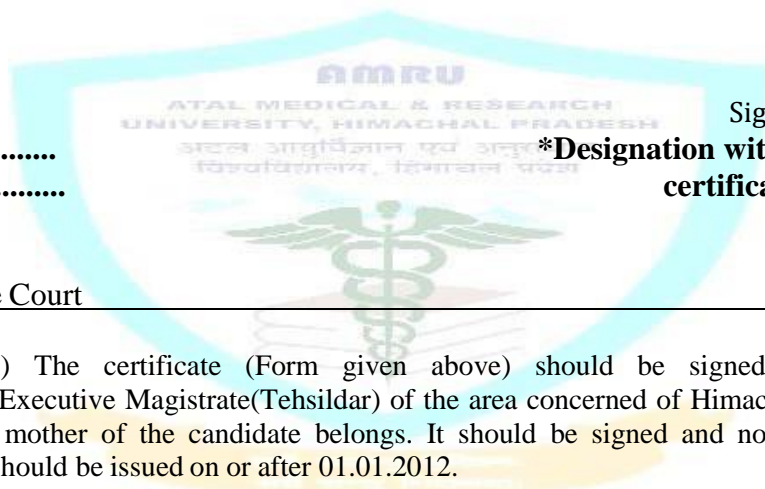 AMRU
ATAL MEDICAL & RESEARCH
Sig
UNIVERSITY, HIMACHAL PRADESH
........
अटल आयुर्विज्ञान एवं
*Designation wit
विश्वविद्यालय, हिमाचल प्रदेश
..........
certifica
e Court
) The certificate (Form given above) should be signed
Executive Magistrate(Tehsildar) of the area concerned of Himac
mother of the candidate belongs. It should be signed and no
hould be issued on or after 01.01.2012.